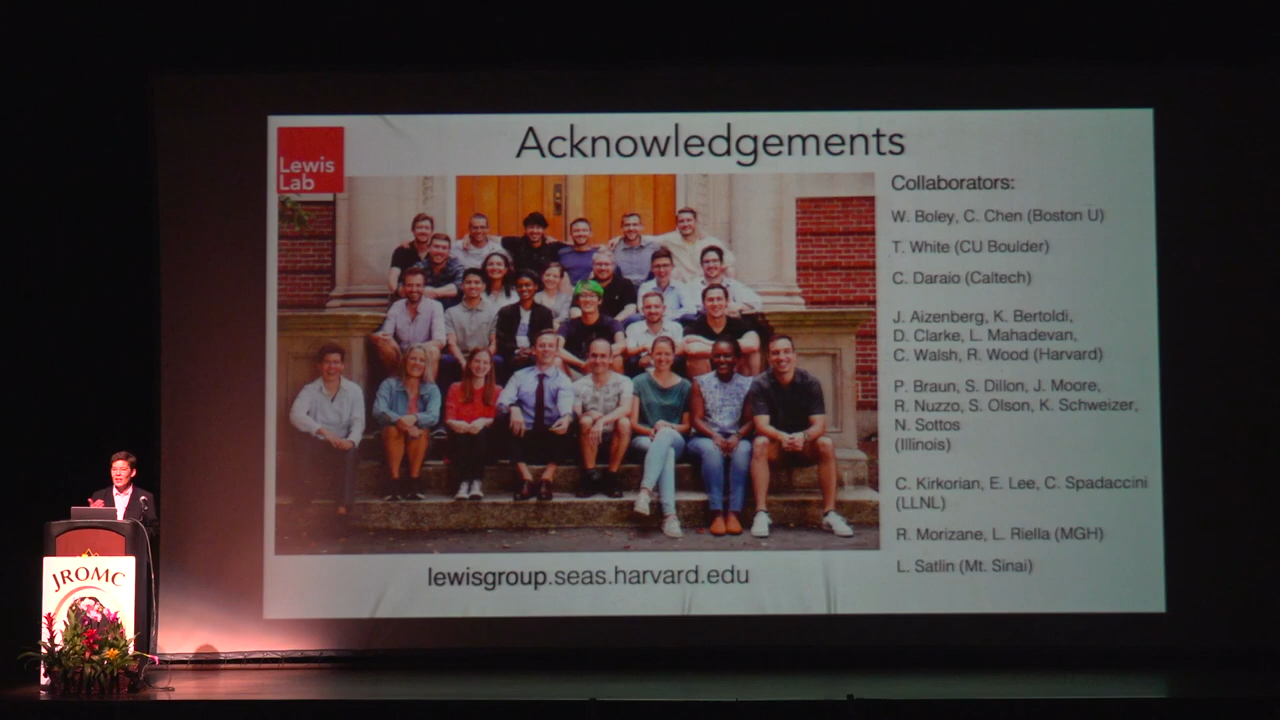 Acknowledgements
Lewis
Lab
Collaborators:
W. Boley, C. Chen (Boston U)
T. White (CU Boulder)
C. Daraio (Caltech)
J. Aizenberg, K. Bertoldi,
D. Clarke, L. Mahadevan,
C. Walsh, R. Wood (Harvard)
P. Braun, S. Dillon, J. Moore,
R. Nuzzo, S. Olson, K. Schweizer,
N. Sottos
(Illinois)
C. Kirkorian, E. Lee, C. Spadaccini
(LLNL)
R. Morizane, L. Riella (MGH)
L. Satlin (Mt. Sinai)
lewisgroup.seas.harvard.edu
JROMC